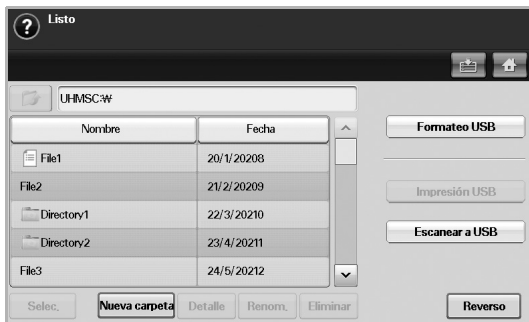 Listo
UHMSC:₩
Formateo USB
Nombre Fecha
File1 20/1/20208
File2 21/2/20209
Impresión USB
Directory1 22/3/20210
Directory2 23/4/20211
Escanear a USB
File3 24/5/20212
Selec. Nueva carpeta Detalle Renom. Eliminar Reverso